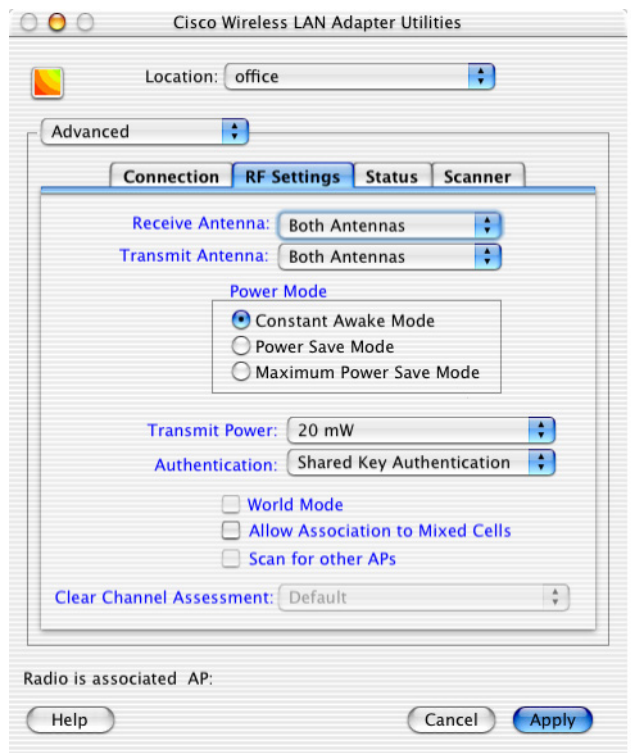 Cisco Wireless LAN Adapter Utilities
Location: office
Advanced
Connection RF Settings Status Scanner
Receive Antenna: Both Antennas
Transmit Antenna: Both Antennas
Power Mode
Constant Awake Mode
Power Save Mode
Maximum Power Save Mode
Transmit Power: 20 mW
Authentication: Shared Key Authentication
World Mode
Allow Association to Mixed Cells
Scan for other APs
Clear Channel Assessment: Default
Radio is associated AP:
Help Cancel Apply